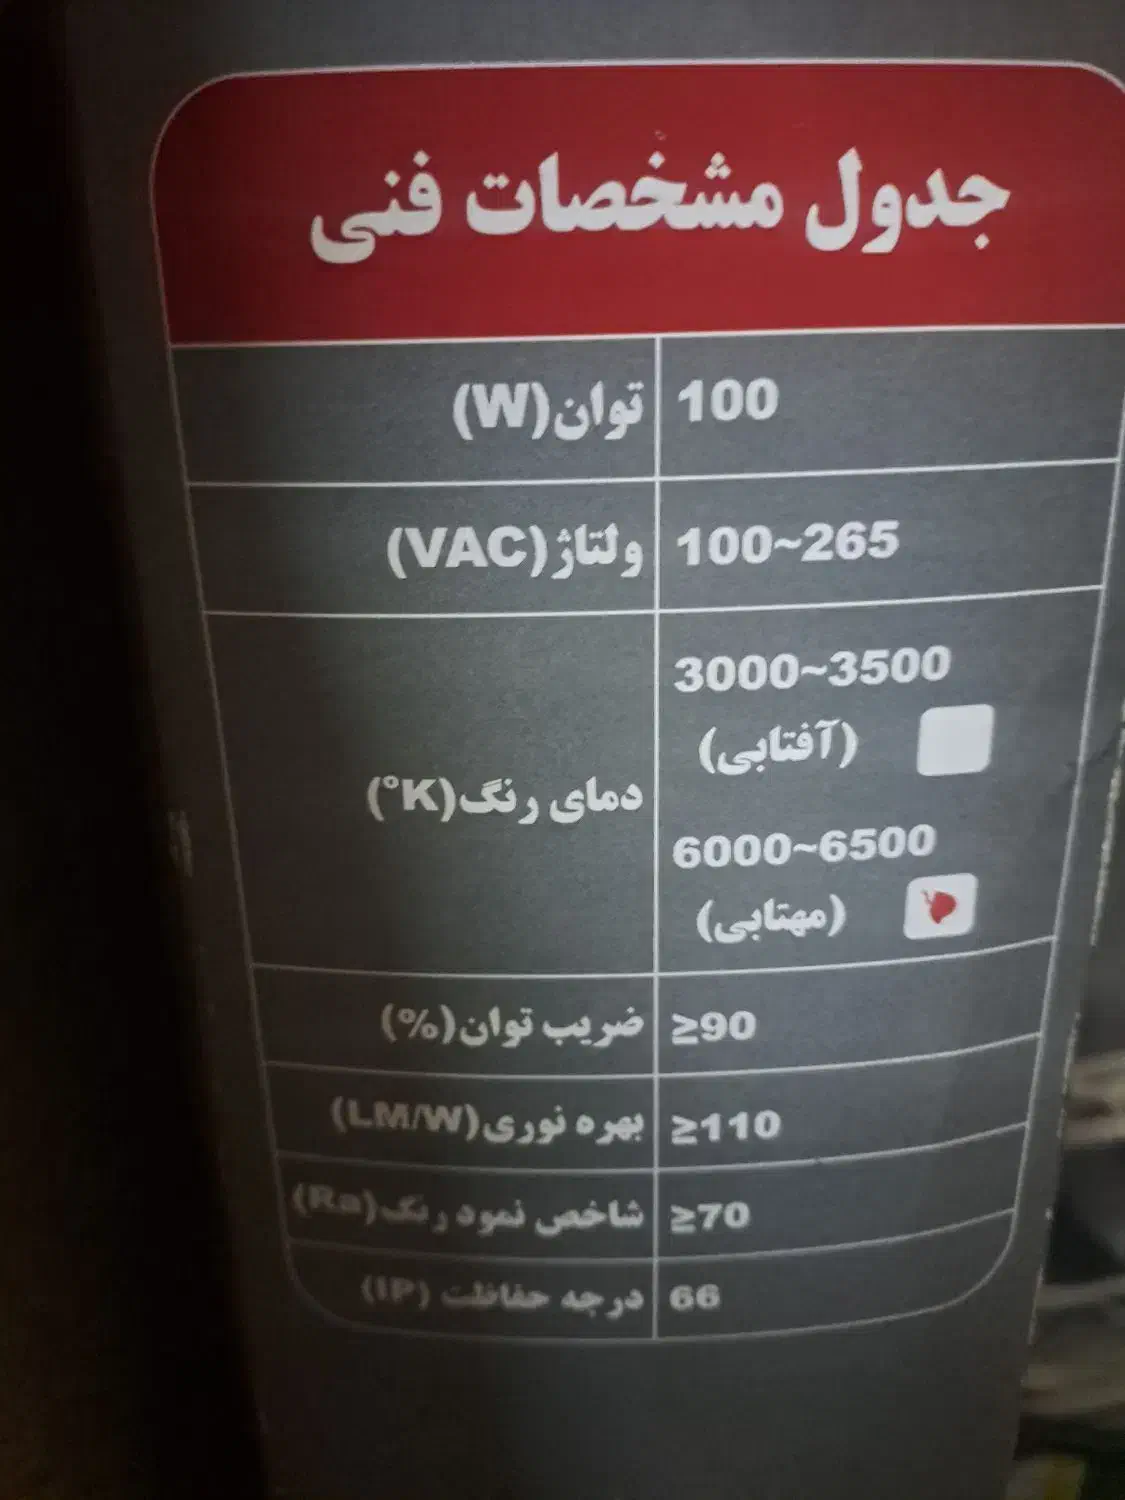 جدول مشخصات فنی
توان(W) 100
ولتاژ(VAC) 100~265
دمای رنگ(K°)
3000~3500
(آفتابی)
6000~6500
(مهتابی)
ضریب توان(%) ≥90
بهره نوری(LM/W) ≥110
شاخص نمود رنگ(Ra) ≥70
درجه حفاظت (IP) 66